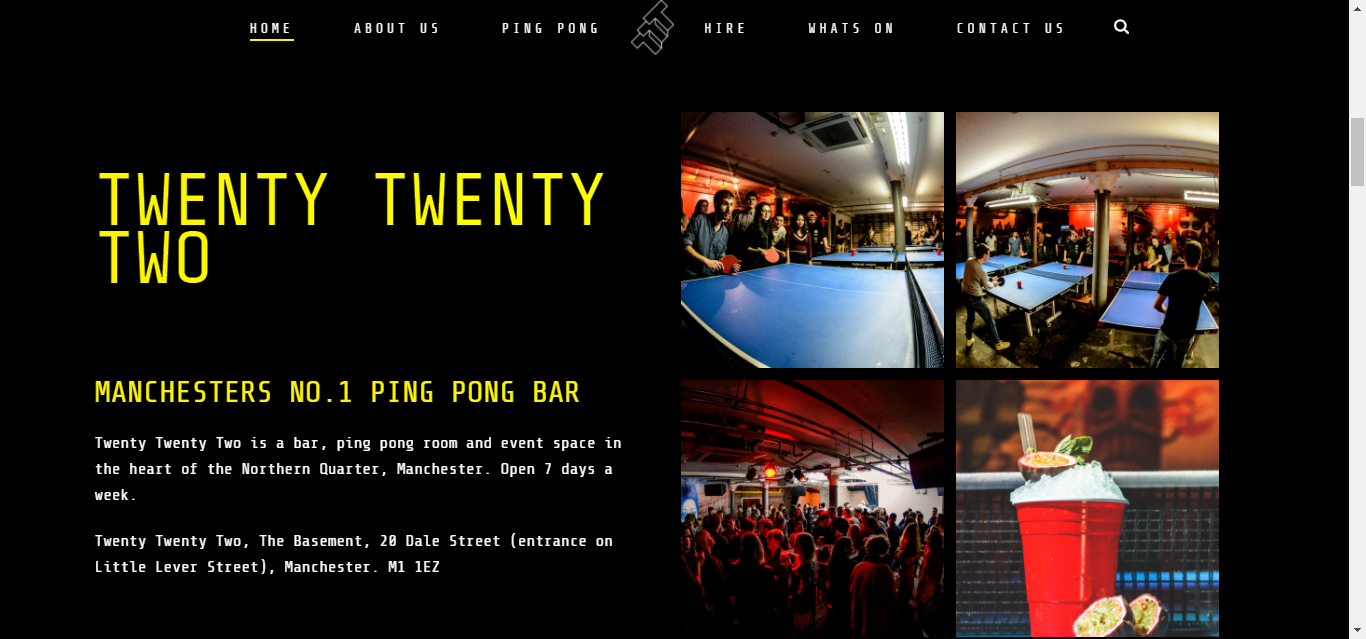 HOME ABOUT US PING PONG HIRE WHATS ON CONTACT US
TWENTY TWENTY
TWO
MANCHESTERS NO.1 PING PONG BAR
Twenty Twenty Two is a bar, ping pong room and event space in
the heart of the Northern Quarter, Manchester. Open 7 days a
week.
Twenty Twenty Two, The Basement, 20 Dale Street (entrance on
Little Lever Street), Manchester. M1 1EZ